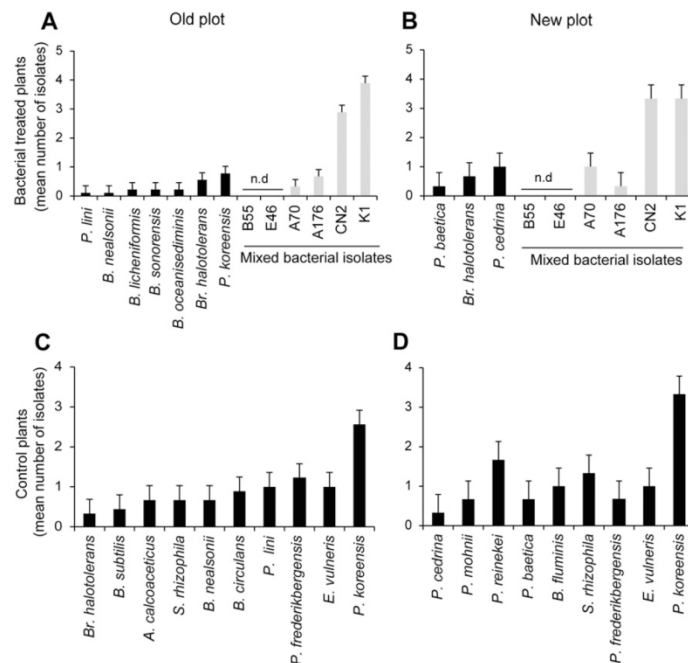 A
Old plot
B
New plot
Bacterial treated plants
(mean number of isolates)
5
4
3
2
1
0
n.d
P. lini
B. nealsonii
B. licheniformis
B. sonorensis
B. oceanisediminis
Br. halotolerans
P. koreensis
B55
E46
A70
A176
CN2
K1
Mixed bacterial isolates
5
4
3
2
1
0
n.d
P. baetica
Br. halotolerans
P. cedrina
B55
E46
A70
A176
CN2
K1
Mixed bacterial isolates
C
D
Control plants
(mean number of isolates)
4
3
2
1
0
Br. halotolerans
B. subtilis
A. calcoaceticus
S. rhizophila
B. nealsonii
B. circulans
P. lini
P. frederikbergensis
E. vulneris
P. koreensis
4
3
2
1
0
P. cedrina
P. mohnii
P. reinekei
P. baetica
B. fluminis
S. rhizophila
P. frederikbergensis
E. vulneris
P. koreensis